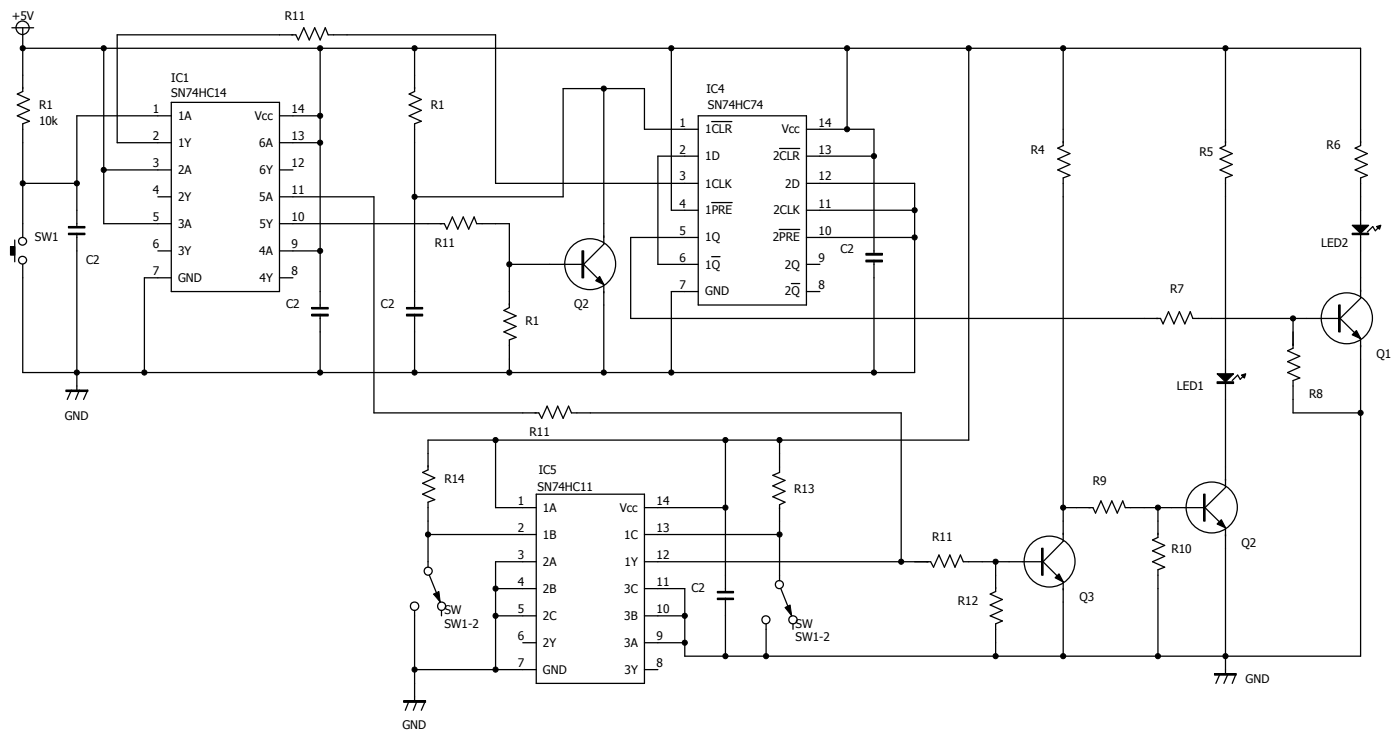 +5V
R11
R1
10k
SW1
C2
IC1
SN74HC14
1 1A Vcc 14
2 1Y 6A 13
3 2A 6Y 12
4 2Y 5A 11
5 3A 5Y 10
6 3Y 4A 9
7 GND 4Y 8
C2
GND
R1
C2
R11
R1
Q2
IC4
SN74HC74
1 1CLR Vcc 14
2 1D 2CLR 13
3 1CLK 2D 12
4 1PRE 2CLK 11
5 1Q 2PRE 10
6 1Q 2Q 9
7 GND 2Q 8
C2
R4
R5
R6
LED2
R7
Q1
R8
LED1
R11
R14
IC5
SN74HC11
1 1A Vcc 14
2 1B 1C 13
3 2A 1Y 12
4 2B 3C 11
5 2C 3B 10
6 2Y 3A 9
7 GND 3Y 8
SW
SW1-2
GND
C2
R13
SW
SW1-2
R11
R12
Q3
R9
R10
Q2
GND